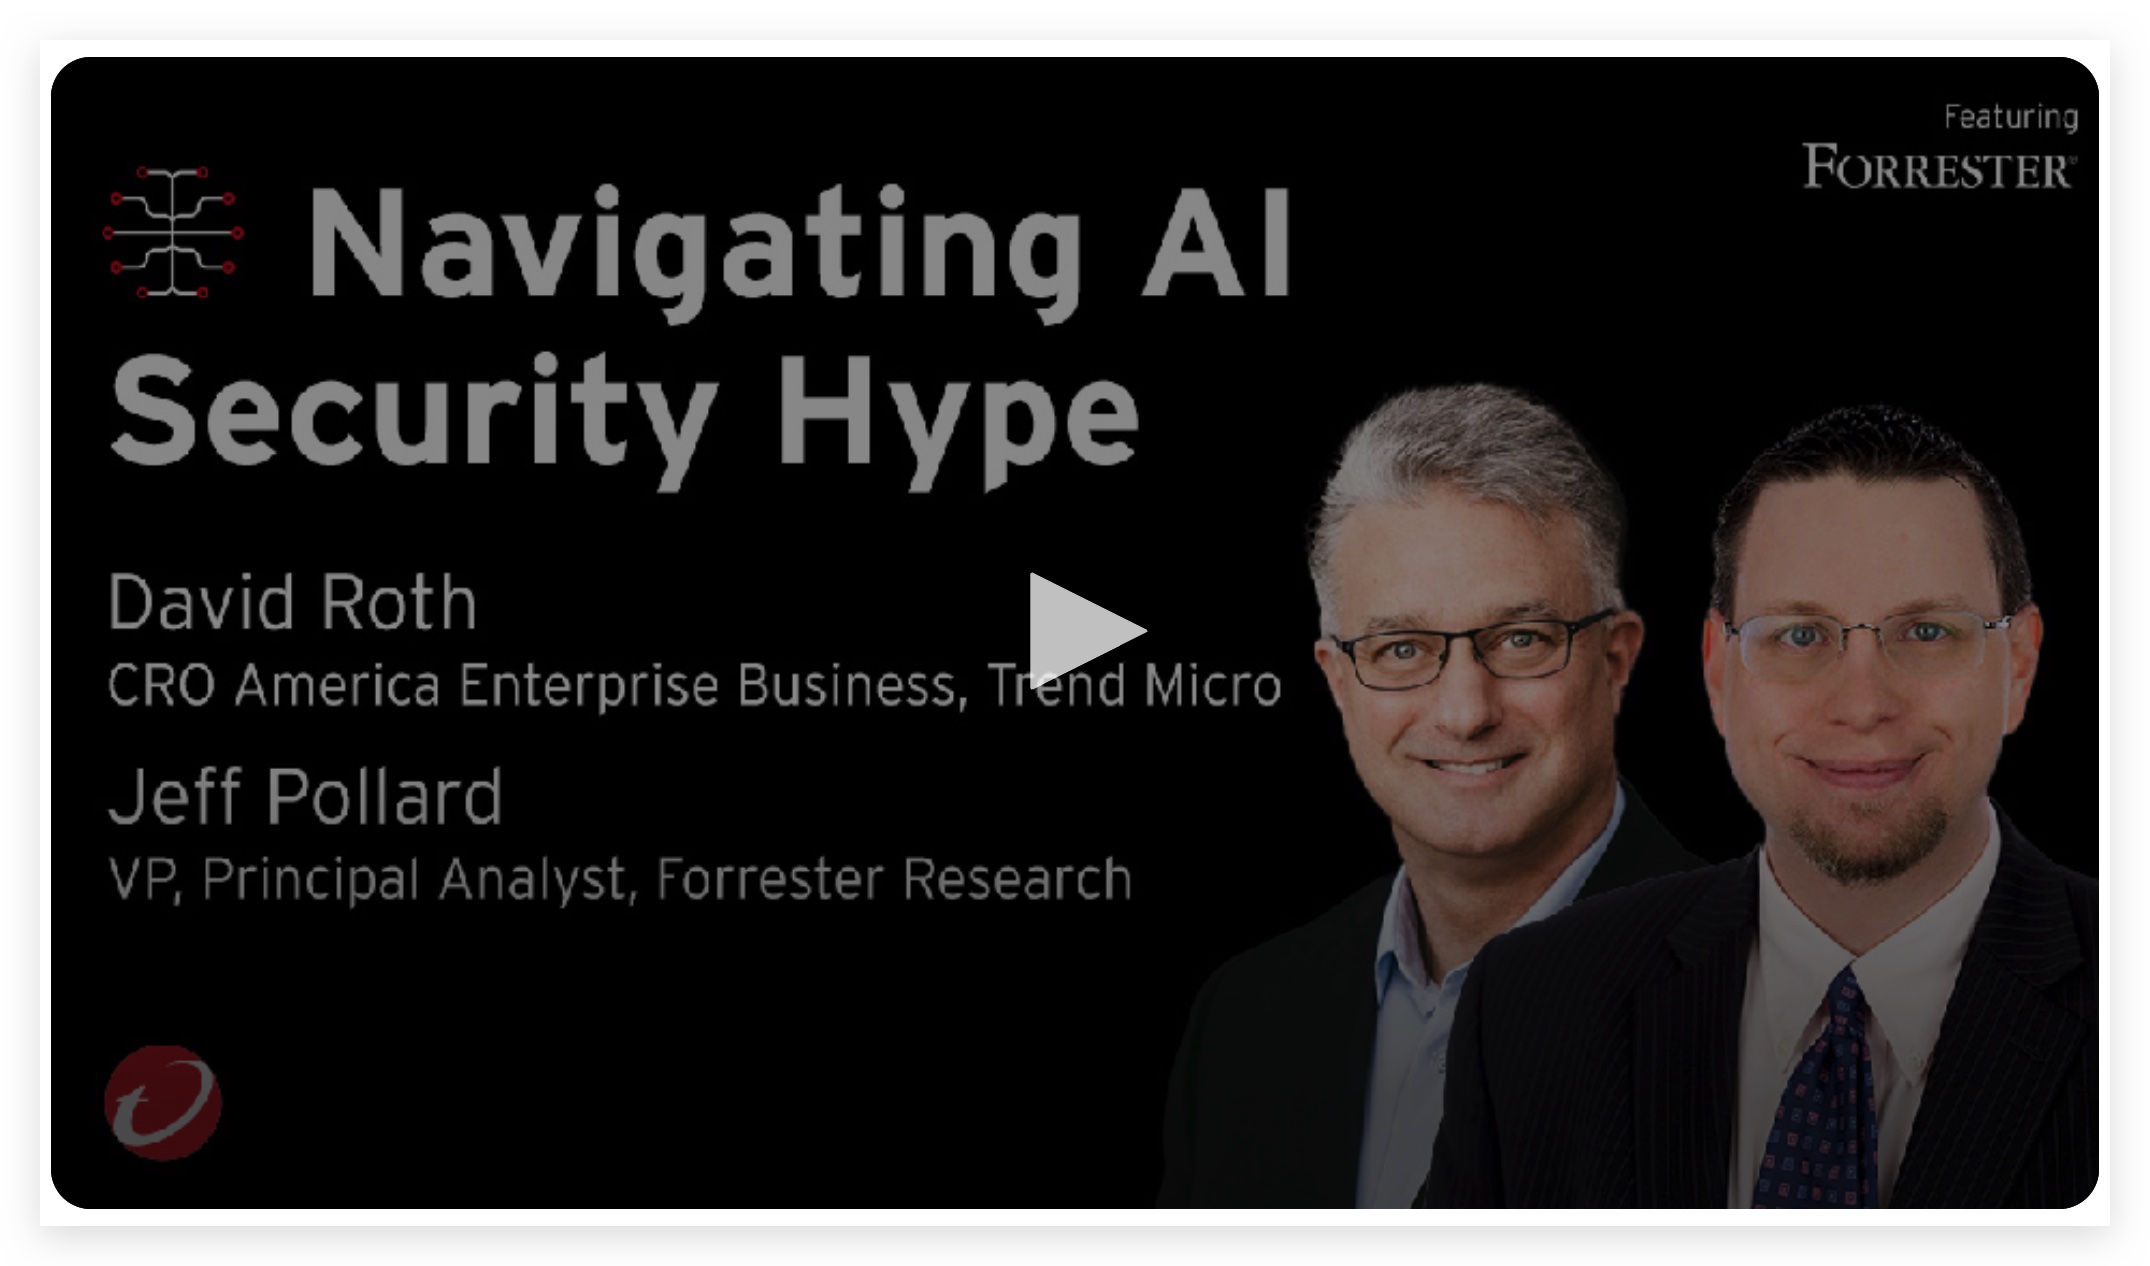 Featuring
FORRESTER®
Navigating AI
Security Hype
David Roth
CRO America Enterprise Business, Trend Micro
Jeff Pollard
VP, Principal Analyst, Forrester Research